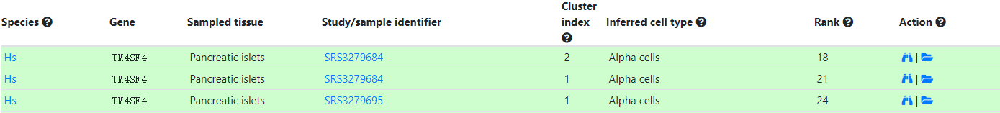 Species Gene Sampled tissue Study/sample identifier Cluster index Inferred cell type Rank Action
Hs TM4SF4 Pancreatic islets SRS3279684 2 Alpha cells 18 |
Hs TM4SF4 Pancreatic islets SRS3279684 1 Alpha cells 21 |
Hs TM4SF4 Pancreatic islets SRS3279695 1 Alpha cells 24 |